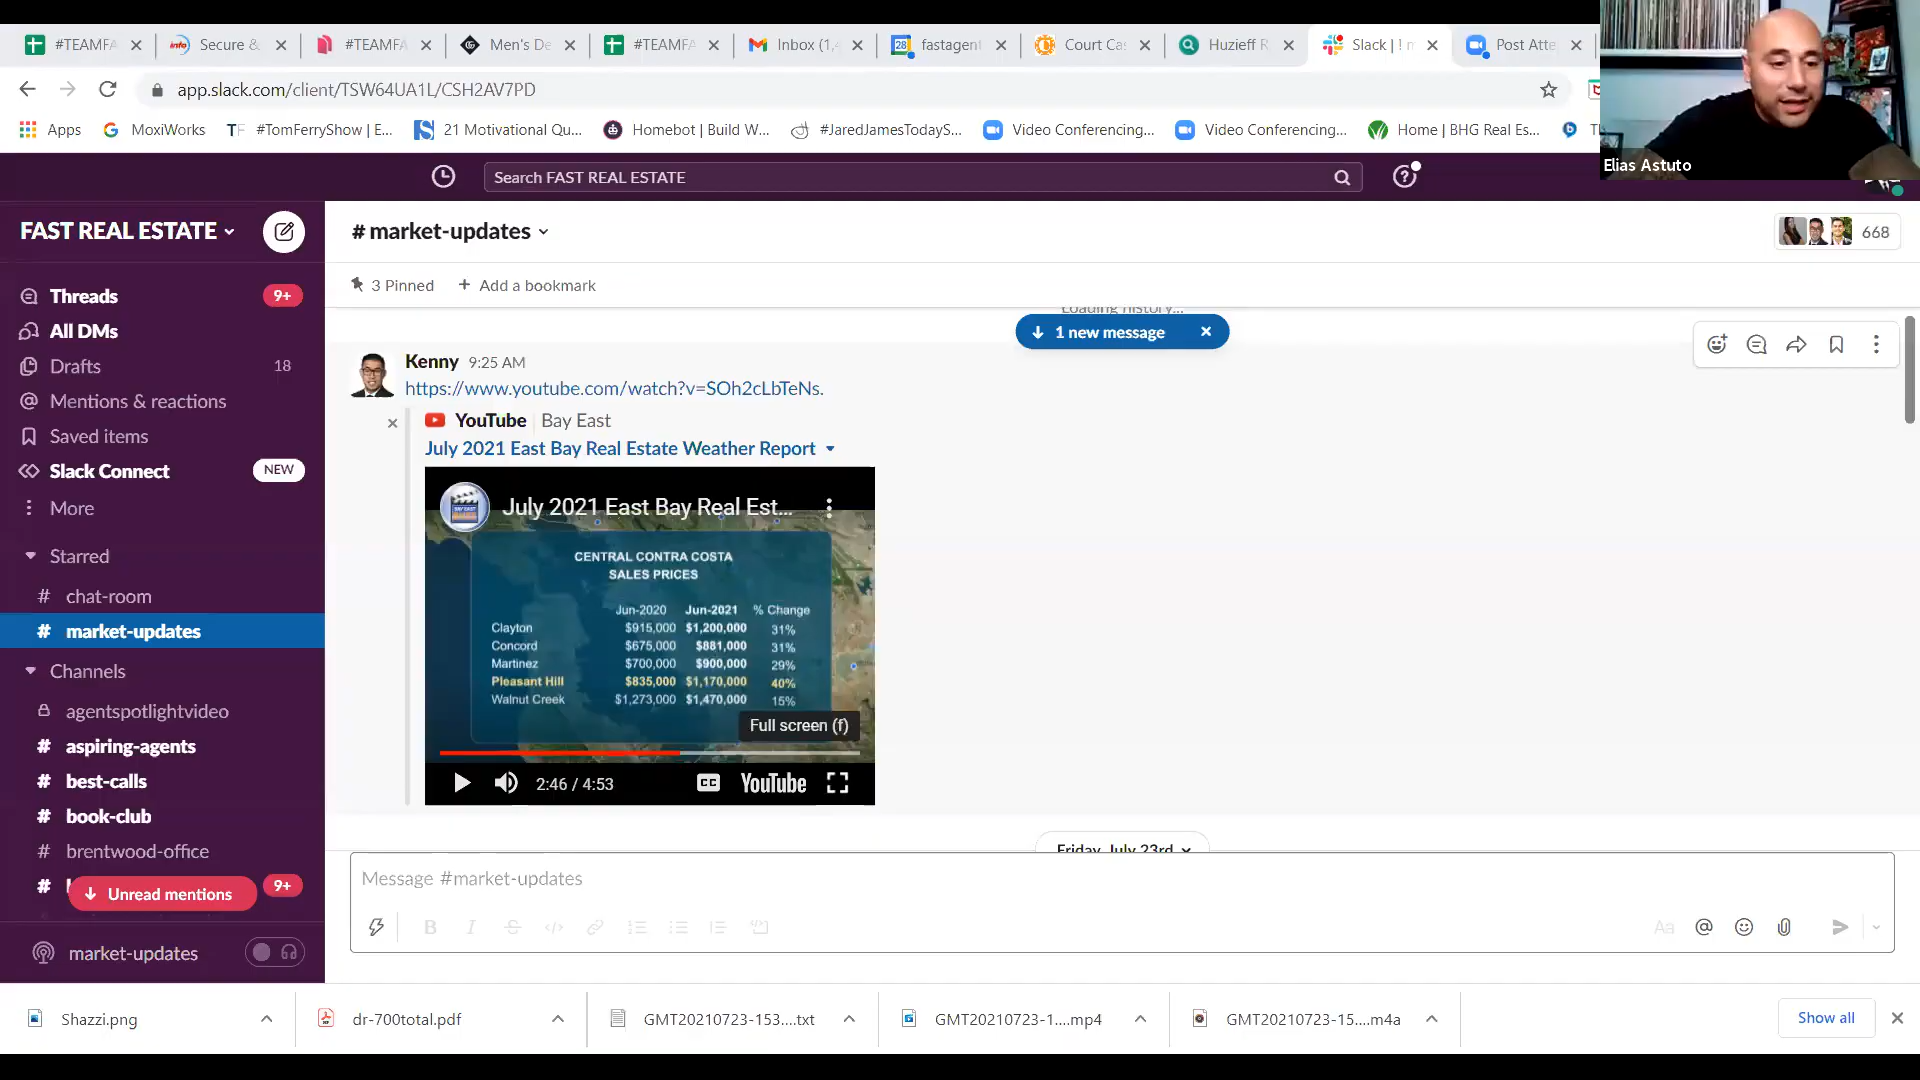 #TEAMFA
Secure &
#TEAMFA
Men's De
#TEAMFA
Inbox (1,4
28
fastagent
Court Cas
Huzieff R
Slack | ! m
Post Atte
app.slack.com/client/TSW64UA1L/CSH2AV7PD
Apps
MoxiWorks
TF #TomFerryShow | E...
21 Motivational Qu...
Homebot | Build W...
#JaredJamesTodayS...
Video Conferencing...
Video Conferencing...
Home | BHG Real Es...
Elias Astuto
Search FAST REAL ESTATE
FAST REAL ESTATE
# market-updates
668
3 Pinned
+ Add a bookmark
Threads 9+
All DMs
Drafts 18
Mentions & reactions
Saved items
Slack Connect NEW
More
Starred
# chat-room
# market-updates
Channels
agentspotlightvideo
# aspiring-agents
# best-calls
# book-club
# brentwood-office
#
Unread mentions
9+
market-updates
Loading history...
1 new message
Kenny 9:25 AM
https://www.youtube.com/watch?v=SOh2cLbTeNs.
YouTube Bay East
July 2021 East Bay Real Estate Weather Report
July 2021 East Bay Real Est...
CENTRAL CONTRA COSTA
SALES PRICES
Jun-2020 Jun-2021 % Change
Clayton $915,000 $1,200,000 31%
Concord $675,000 $881,000 31%
Martinez $700,000 $900,000 29%
Pleasant Hill $835,000 $1,170,000 40%
Walnut Creek $1,273,000 $1,470,000 15%
Full screen (f)
2:46 / 4:53
CC
YouTube
Friday, July 23rd
Message #market-updates
B I S
Aa @
Shazzi.png
dr-700total.pdf
GMT20210723-153....txt
GMT20210723-1....mp4
GMT20210723-15....m4a
Show all